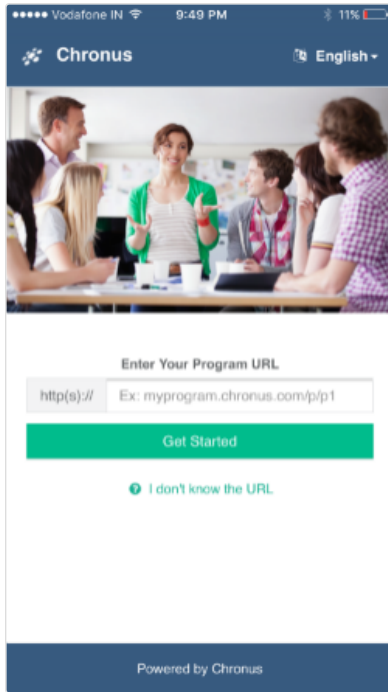 Vodafone IN 9:49 PM 11%
Chronus English
Enter Your Program URL
http(s):// Ex: myprogram.chronus.com/p/p1
Get Started
I don't know the URL
Powered by Chronus